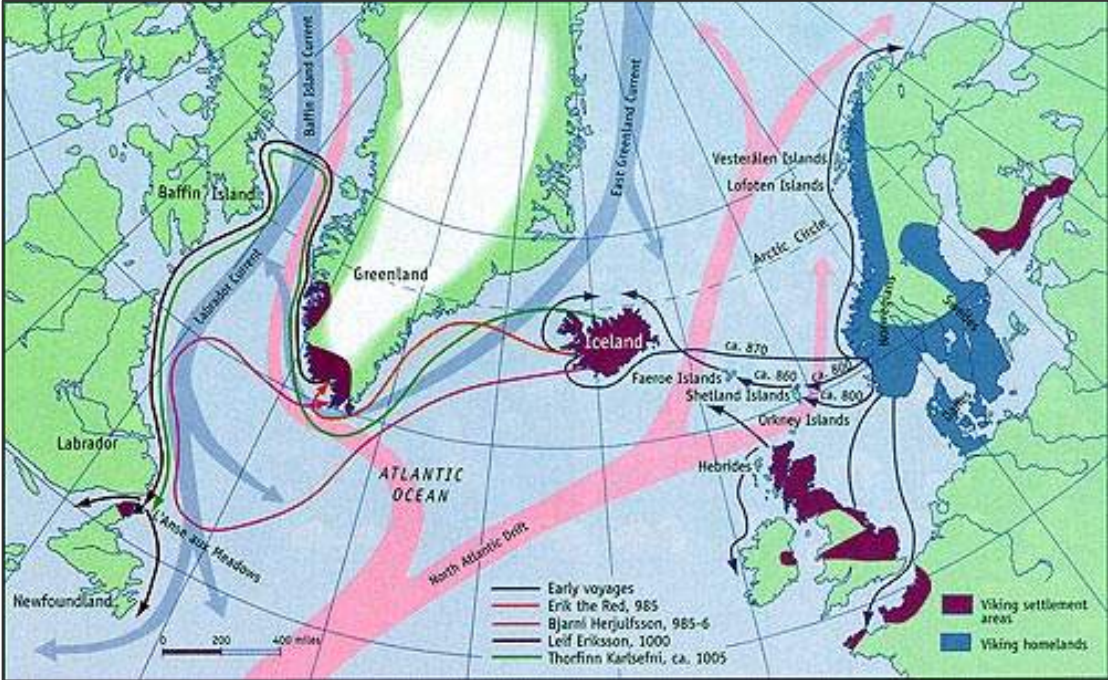 Baffin Island Current
East Greenland Current
Vesterålen Islands
Lofoten Islands
Baffin Island
Arctic Circle
Labrador Current
Greenland
Norwegians
Swedes
Iceland
ca. 870
Faeroe Islands
ca. 860
ca. 800
Shetland Islands
ca. 800
Orkney Islands
Labrador
Hebrides
ATLANTIC
OCEAN
L'Anse aux Meadows
North Atlantic Drift
Newfoundland
Early voyages
Erik the Red, 985
Bjarni Herjulfsson, 985-6
Leif Eriksson, 1000
Thorfinn Karlsefni, ca. 1005
0 200 400 miles
Viking settlement
areas
Viking homelands